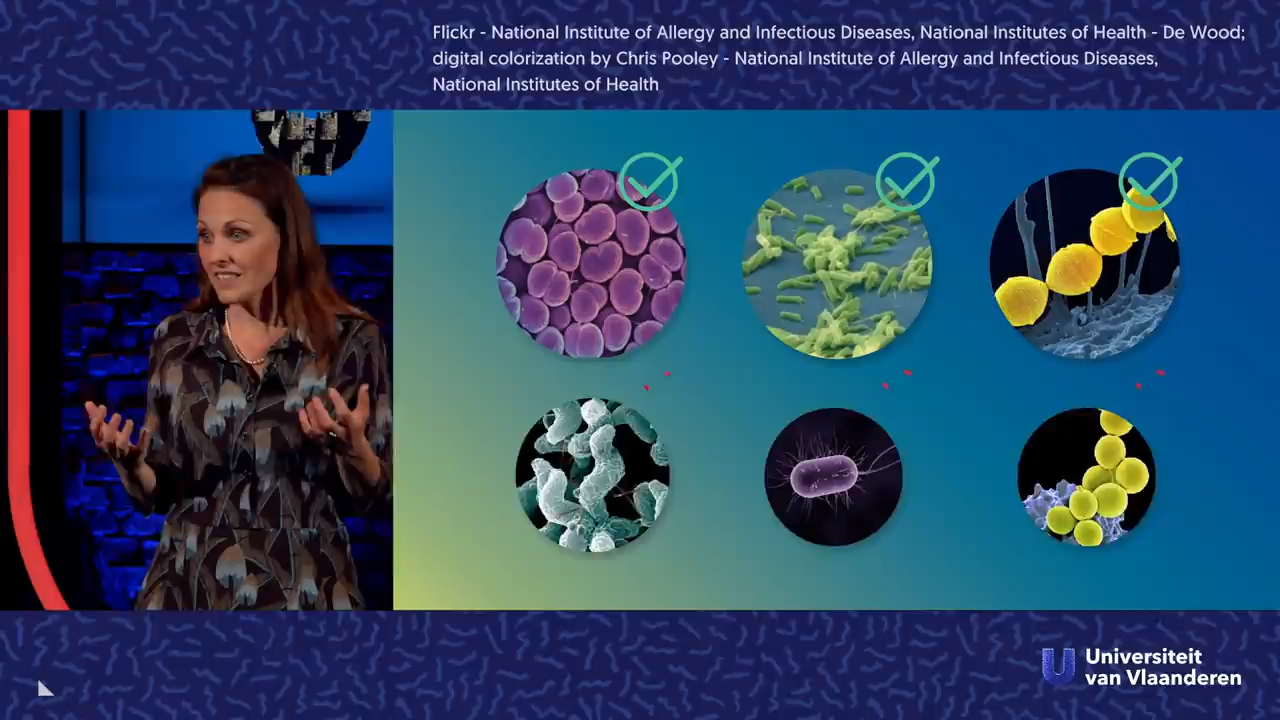 Flickr - National Institute of Allergy and Infectious Diseases, National Institutes of Health - De Wood;
digital colorization by Chris Pooley - National Institute of Allergy and Infectious Diseases,
National Institutes of Health
Universiteit
van Vlaanderen